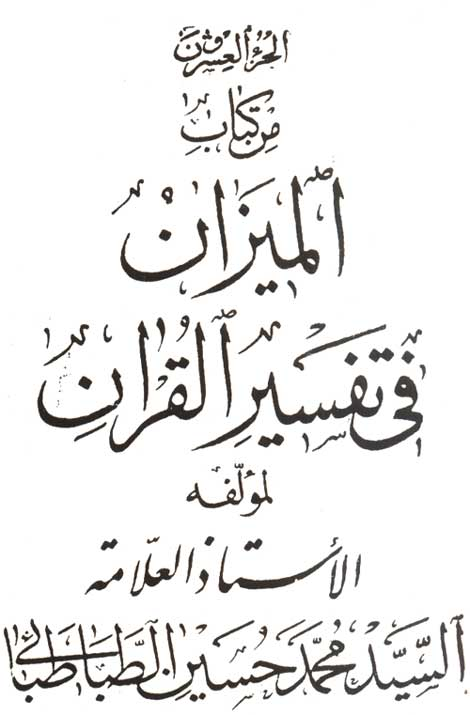 الجزء العشرون
من كتاب
الميزان
في تفسير القرآن
لمؤلفه
الأستاذ العلامة
السيد محمد حسين الطباطبائي